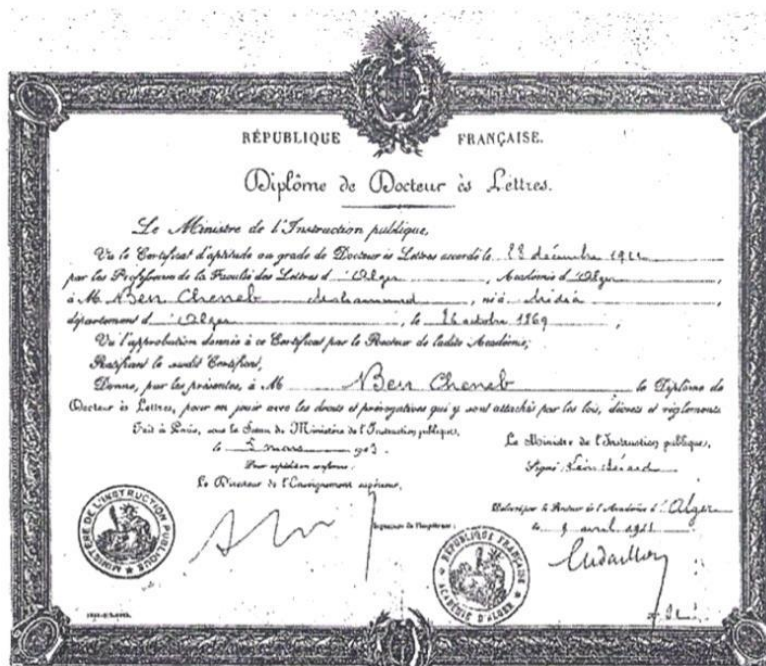 RÉPUBLIQUE FRANÇAISE.
Diplôme de Docteur ès Lettres.
Le Ministre de l'Instruction publique,
Vu le Certificat d'aptitude au grade de Docteur ès Lettres accordé le décembre
par les Professeurs de la Faculté des Lettres d'Alger, Académie d'Alger,
à M. Ben Cheneb Mohammed, né à Médéa,
département d'Alger, le 26 octobre 1869,
Vu l'approbation donnée à ce Certificat par le Recteur de ladite Académie;
Ratifiant le susdit Certificat,
Donne, par les présentes, à M Ben Cheneb le Diplôme de
Docteur ès Lettres, pour en jouir avec les droits et prérogatives qui y sont attachés par les lois, décrets et règlements
Fait à Paris, sous le Sceau du Ministère de l'Instruction publique,
le mars
Pour expédition conforme:
Le Directeur de l'Enseignement supérieur,
Le Ministre de l'Instruction publique,
Signé Léon Bérard
Délivré par le Recteur de l'Académie d'Alger
le 9 avril
Signature de l'Impétrant:
MINISTÈRE DE L'INSTRUCTION PUBLIQUE
RÉPUBLIQUE FRANÇAISE
ACADÉMIE D'ALGER